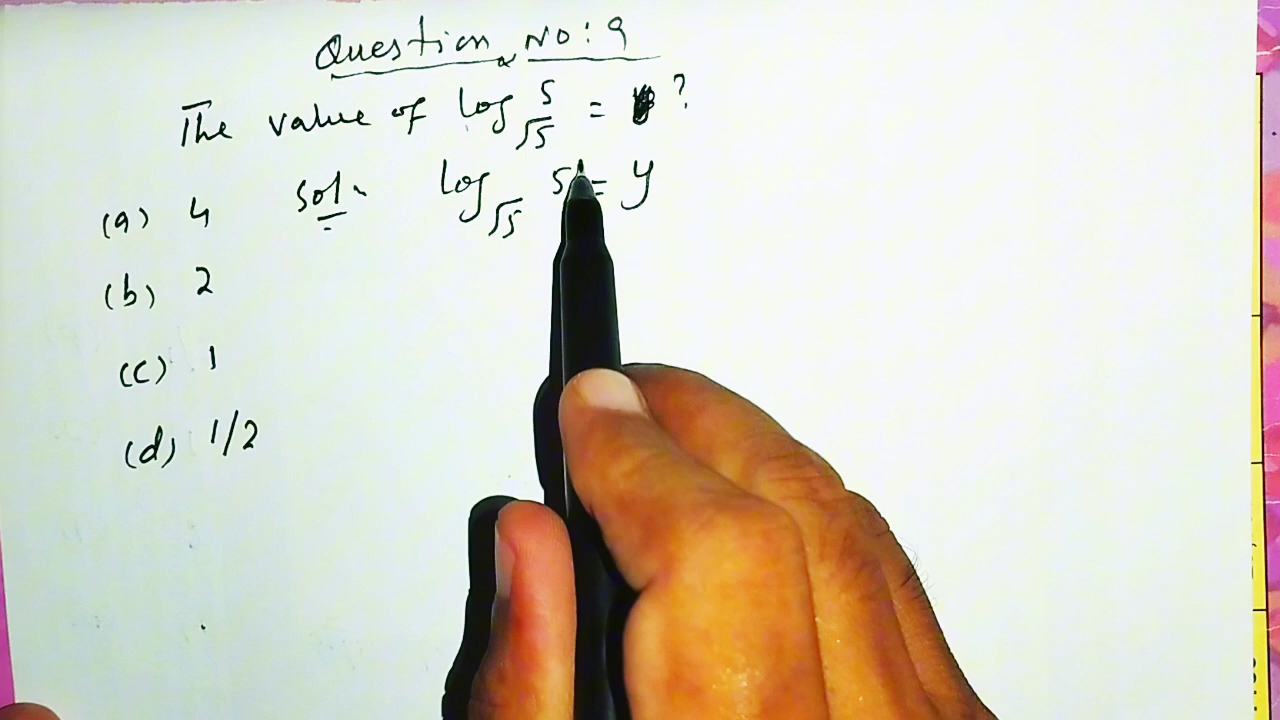 Question No: 9
The value of log√5 5 = ?
Sol. log√5 5 = y
(a) 4
(b) 2
(c) 1
(d) 1/2